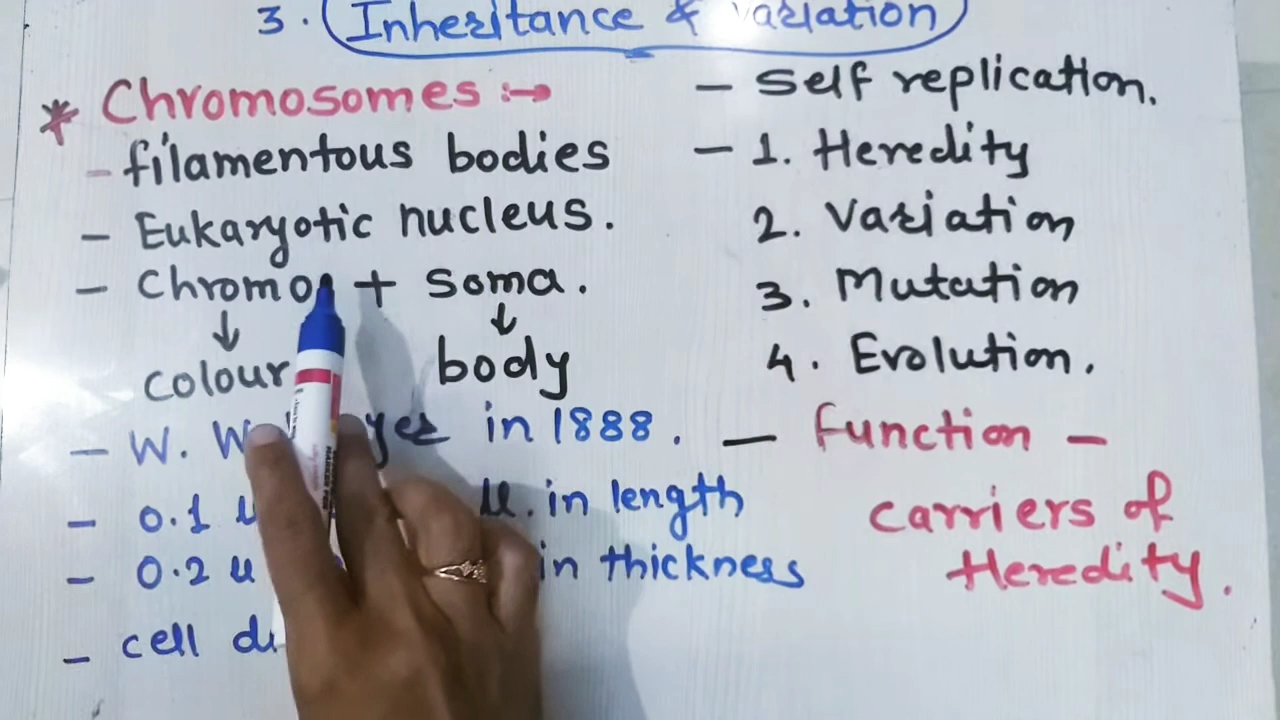 3. Inheritance & Variation
* Chromosomes :→
- filamentous bodies
- Eukaryotic nucleus.
- Chromo + soma.
↓ ↓
colour body
- W. in 1888.
- 0.1 µ µ. in length
- 0.2 µ in thickness
- cell
- Self replication.
- 1. Heredity
2. Variation
3. Mutation
4. Evolution.
- Function -
Carriers of
Heredity.